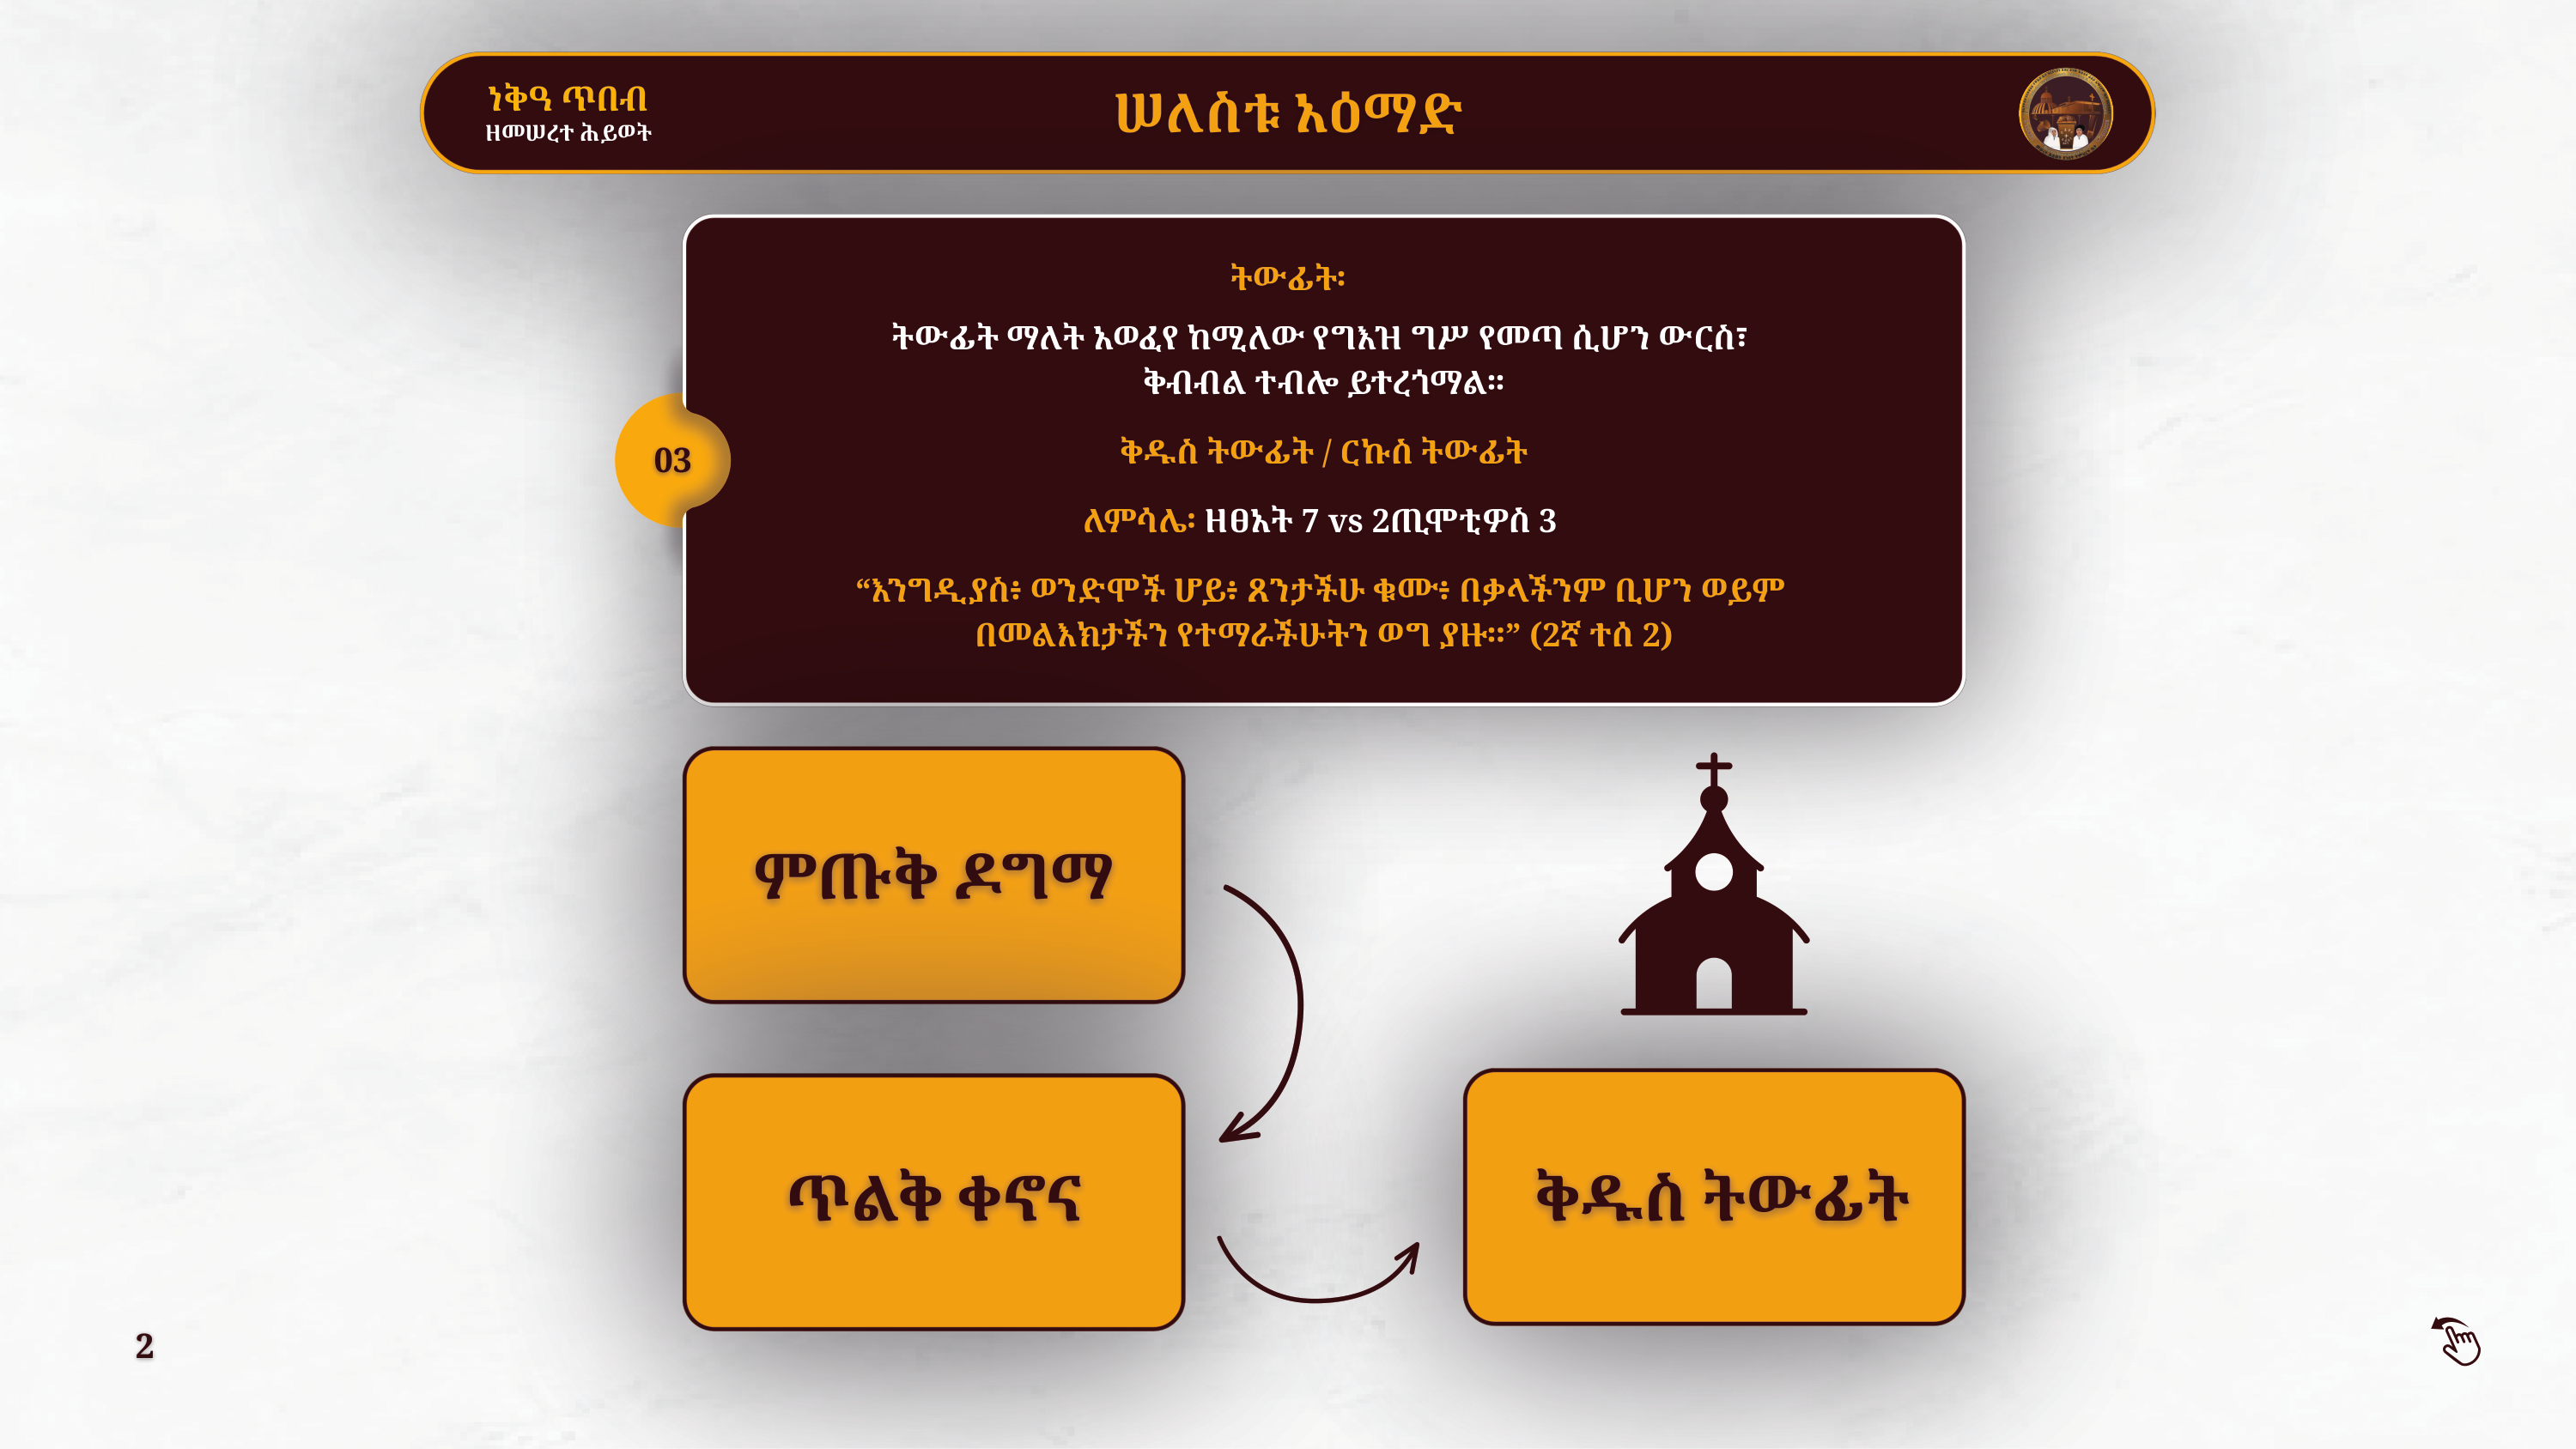 ነቅዓ ጥበብ
ዘመሠረተ ሕይወት
ሠለስቱ አዕማድ
ትውፊት፡
ትውፊት ማለት አወፈየ ከሚለው የግእዝ ግሥ የመጣ ሲሆን ውርስ፣
ቅብብል ተብሎ ይተረጎማል።
03
ቅዱስ ትውፊት / ርኩስ ትውፊት
ለምሳሌ፡ ዘፀአት 7 vs 2ጢሞቲዎስ 3
“እንግዲያስ፥ ወንድሞች ሆይ፥ ጸንታችሁ ቁሙ፥ በቃላችንም ቢሆን ወይም
በመልእክታችን የተማራችሁትን ወግ ያዙ።” (2ኛ ተሰ 2)
ምጡቅ ዶግማ
ጥልቅ ቀኖና
ቅዱስ ትውፊት
2